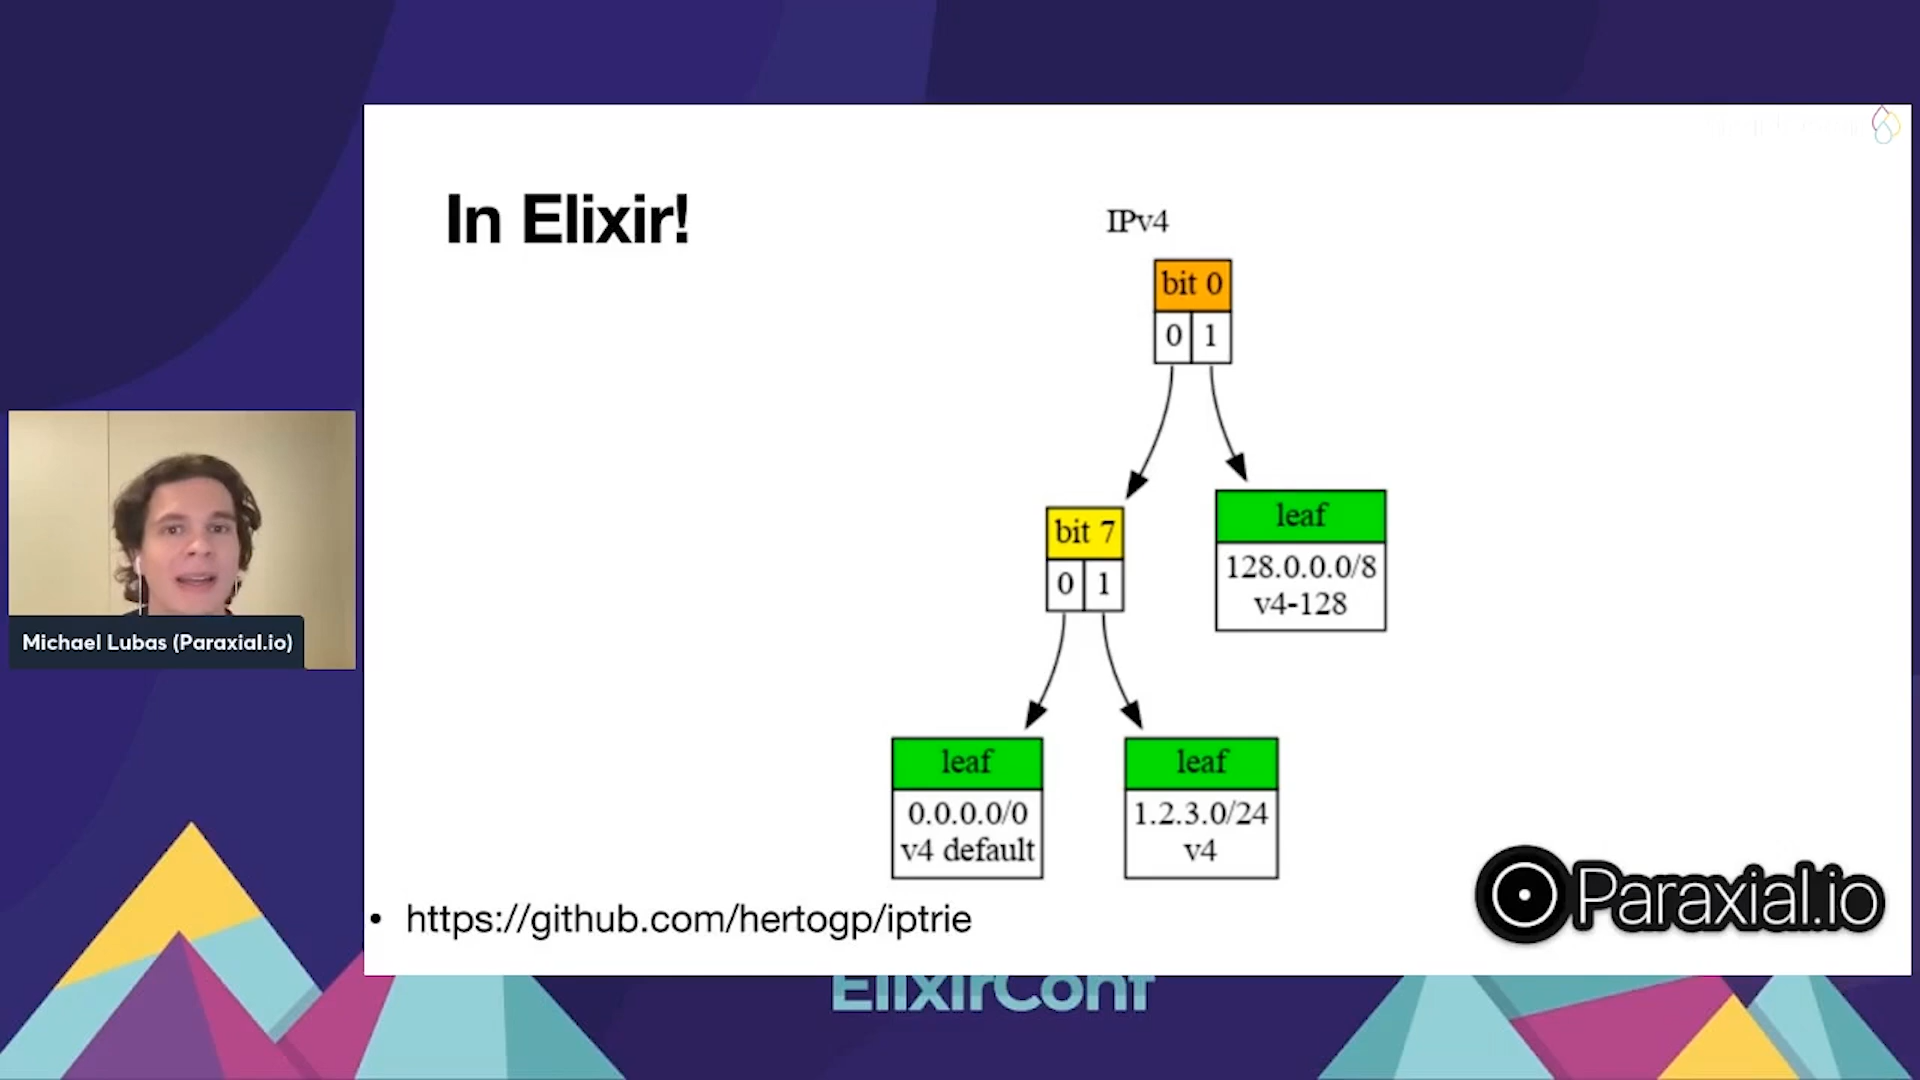 In Elixir!
IPv4
bit 0
0 1
bit 7
0 1
leaf
128.0.0.0/8
v4-128
leaf
0.0.0.0/0
v4 default
leaf
1.2.3.0/24
v4
Michael Lubas (Paraxial.io)
• https://github.com/hertogp/iptrie
Paraxial.io
ElixirConf